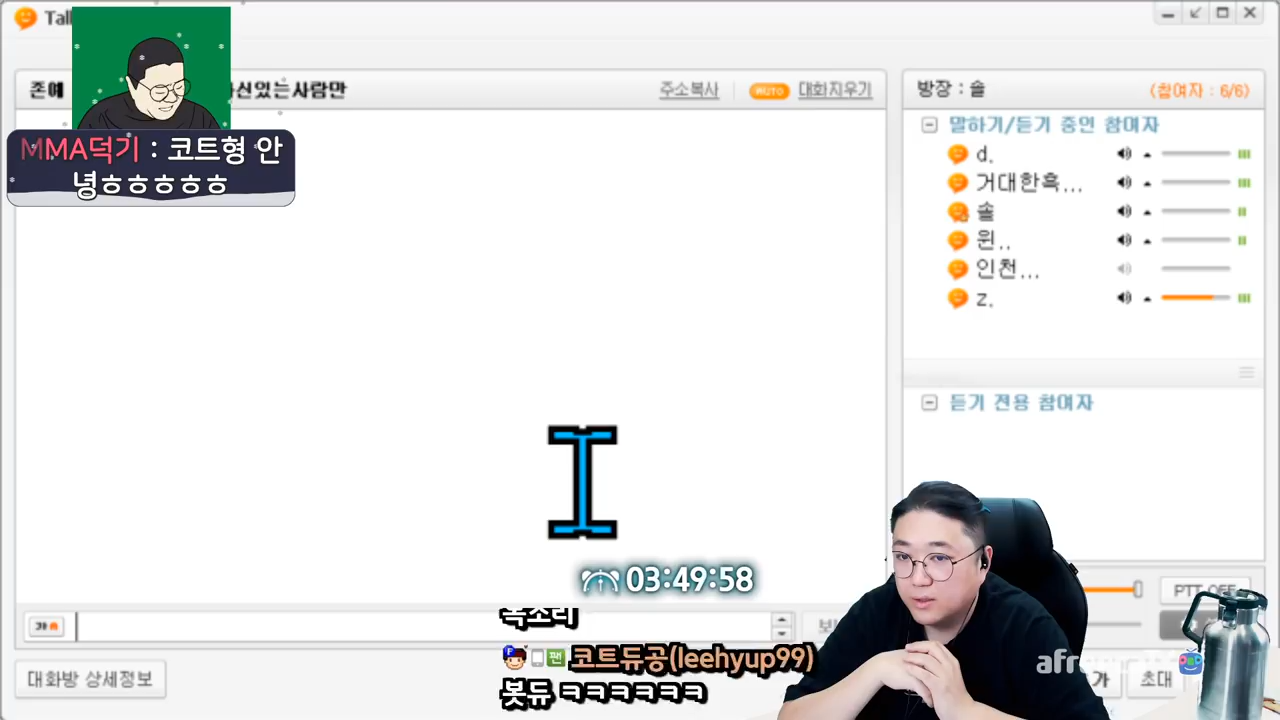 존예
신있는사람만
주소복사
AUTO
대화지우기
MMA덕기 : 코트형 안
녕ㅎㅎㅎㅎㅎ
방장 : 솔
(참여자 : 6/6)
말하기/듣기 중인 참여자
d.
거대한흑...
솔
윈..
인천...
z.
듣기 전용 참여자
03:49:58
목소리
코트듀공(leehyup99)
봇듀 ㅋㅋㅋㅋㅋㅋ
가
대화방 상세정보
PTT OFF
초대